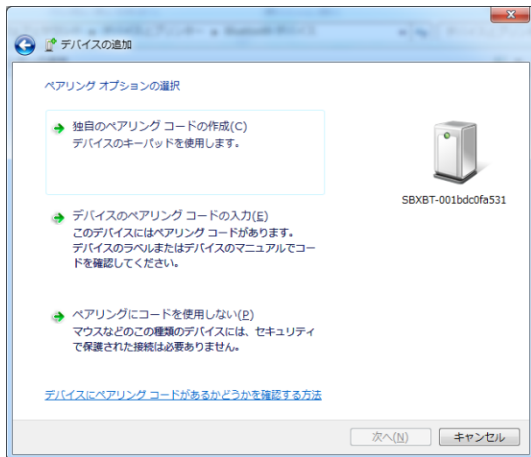 デバイスの追加
ペアリング オプションの選択
独自のペアリング コードの作成(C)
デバイスのキーパッドを使用します。
SBXBT-001bdc0fa531
デバイスのペアリング コードの入力(E)
このデバイスにはペアリング コードがあります。
デバイスのラベルまたはデバイスのマニュアルでコー
ドを確認してください。
ペアリングにコードを使用しない(P)
マウスなどのこの種類のデバイスには、セキュリティ
で保護された接続は必要ありません。
デバイスにペアリング コードがあるかどうかを確認する方法
次へ(N)
キャンセル